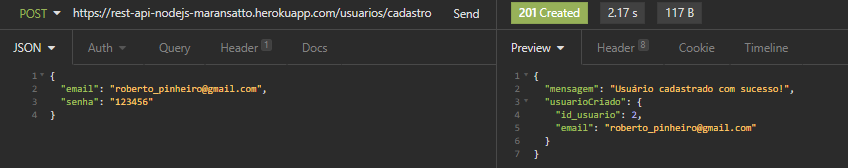 POST https://rest-api-nodejs-maransatto.herokuapp.com/usuarios/cadastro Send 201 Created 2.17 s 117 B
JSON Auth Query Header 1 Docs
Preview Header 8 Cookie Timeline
1 {
2 "email": "roberto_pinheiro@gmail.com",
3 "senha": "123456"
4 }
1 {
2 "mensagem": "Usuário cadastrado com sucesso!",
3 "usuarioCriado": {
4 "id_usuario": 2,
5 "email": "roberto_pinheiro@gmail.com"
6 }
7 }